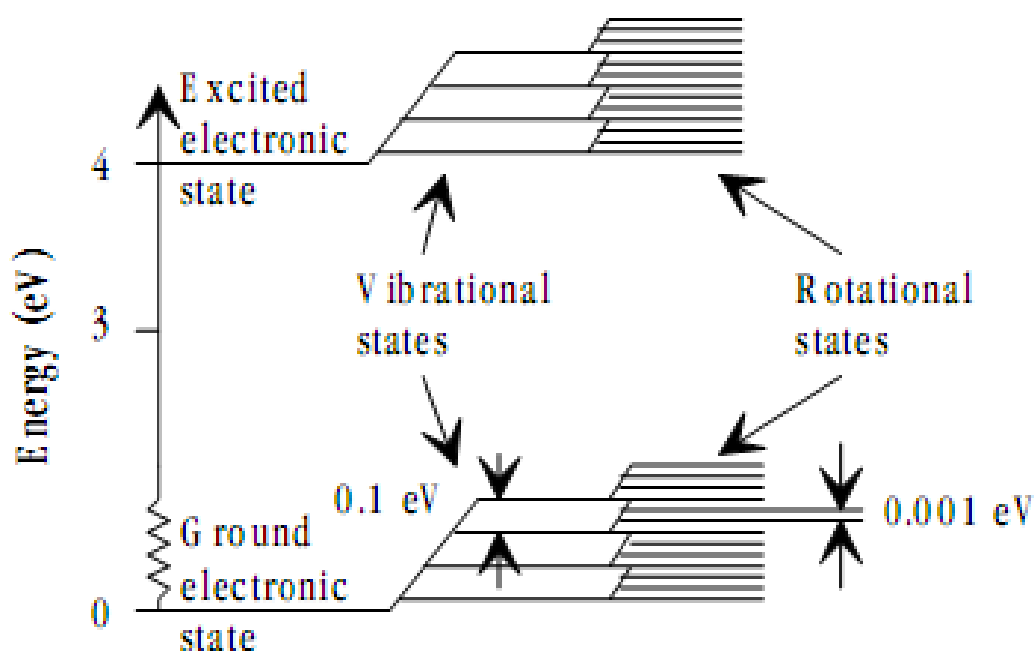 Excited
electronic
state
4
Vibrational
states
Rotational
states
Energy (eV)
3
0.1 eV
0.001 eV
Ground
electronic
state
0